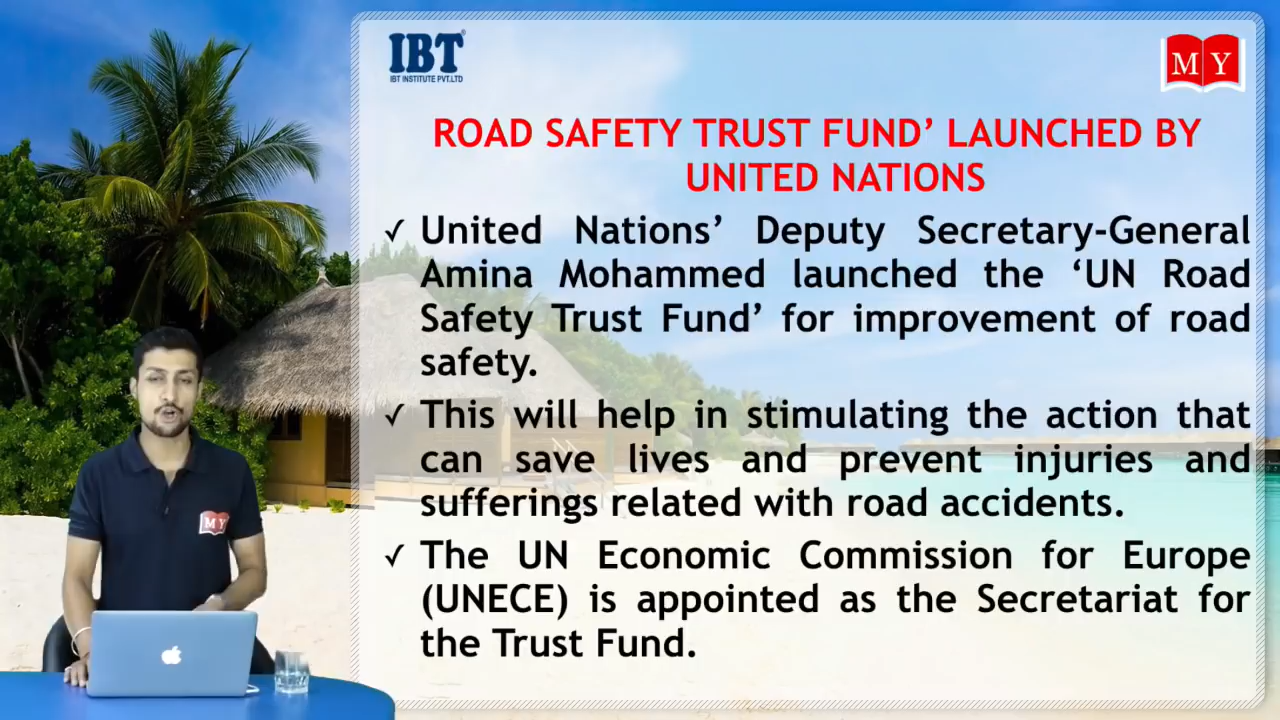 IBT
IBT INSTITUTE PVT.LTD
M Y
ROAD SAFETY TRUST FUND’ LAUNCHED BY
UNITED NATIONS
✓ United Nations’ Deputy Secretary-General
Amina Mohammed launched the ‘UN Road
Safety Trust Fund’ for improvement of road
safety.
✓ This will help in stimulating the action that
can save lives and prevent injuries and
sufferings related with road accidents.
✓ The UN Economic Commission for Europe
(UNECE) is appointed as the Secretariat for
the Trust Fund.
M Y